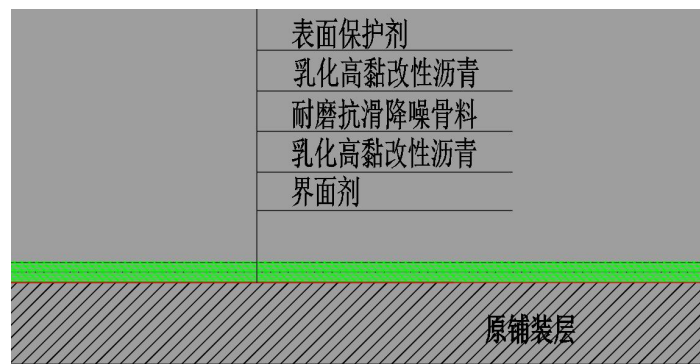 表面保护剂
乳化高黏改性沥青
耐磨抗滑降噪骨料
乳化高黏改性沥青
界面剂
原铺装层